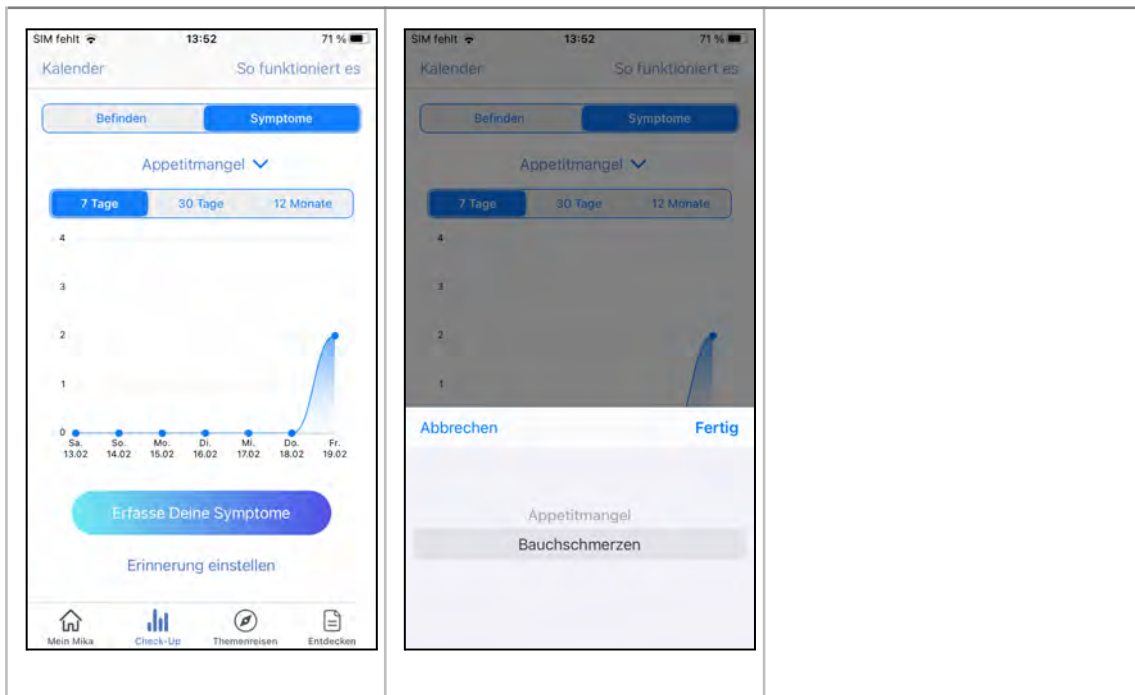 SIM fehlt 13:52 71 %
Kalender So funktioniert es
Befinden Symptome
Appetitmangel
7 Tage 30 Tage 12 Monate
4
3
2
1
0
Sa. So. Mo. Di. Mi. Do. Fr.
13.02 14.02 15.02 16.02 17.02 18.02 19.02
Erfasse Deine Symptome
Erinnerung einstellen
Mein Mika Check-Up Themenreisen Entdecken
SIM fehlt 13:52 71 %
Kalender So funktioniert es
Befinden Symptome
Appetitmangel
7 Tage 30 Tage 12 Monate
4
3
2
1
Abbrechen Fertig
Appetitmangel
Bauchschmerzen